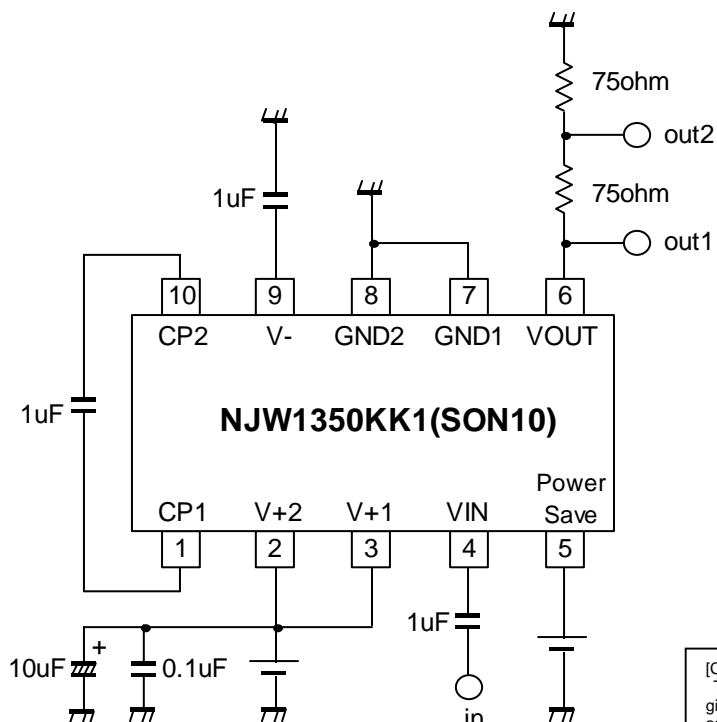 75ohm
out2
1uF
75ohm
out1
10 9 8 7 6
CP2 V- GND2 GND1 VOUT
1uF
NJW1350KK1(SON10)
Power
Save
CP1 V+2 V+1 VIN
1 2 3 4 5
1uF
+
10uF
0.1uF
in